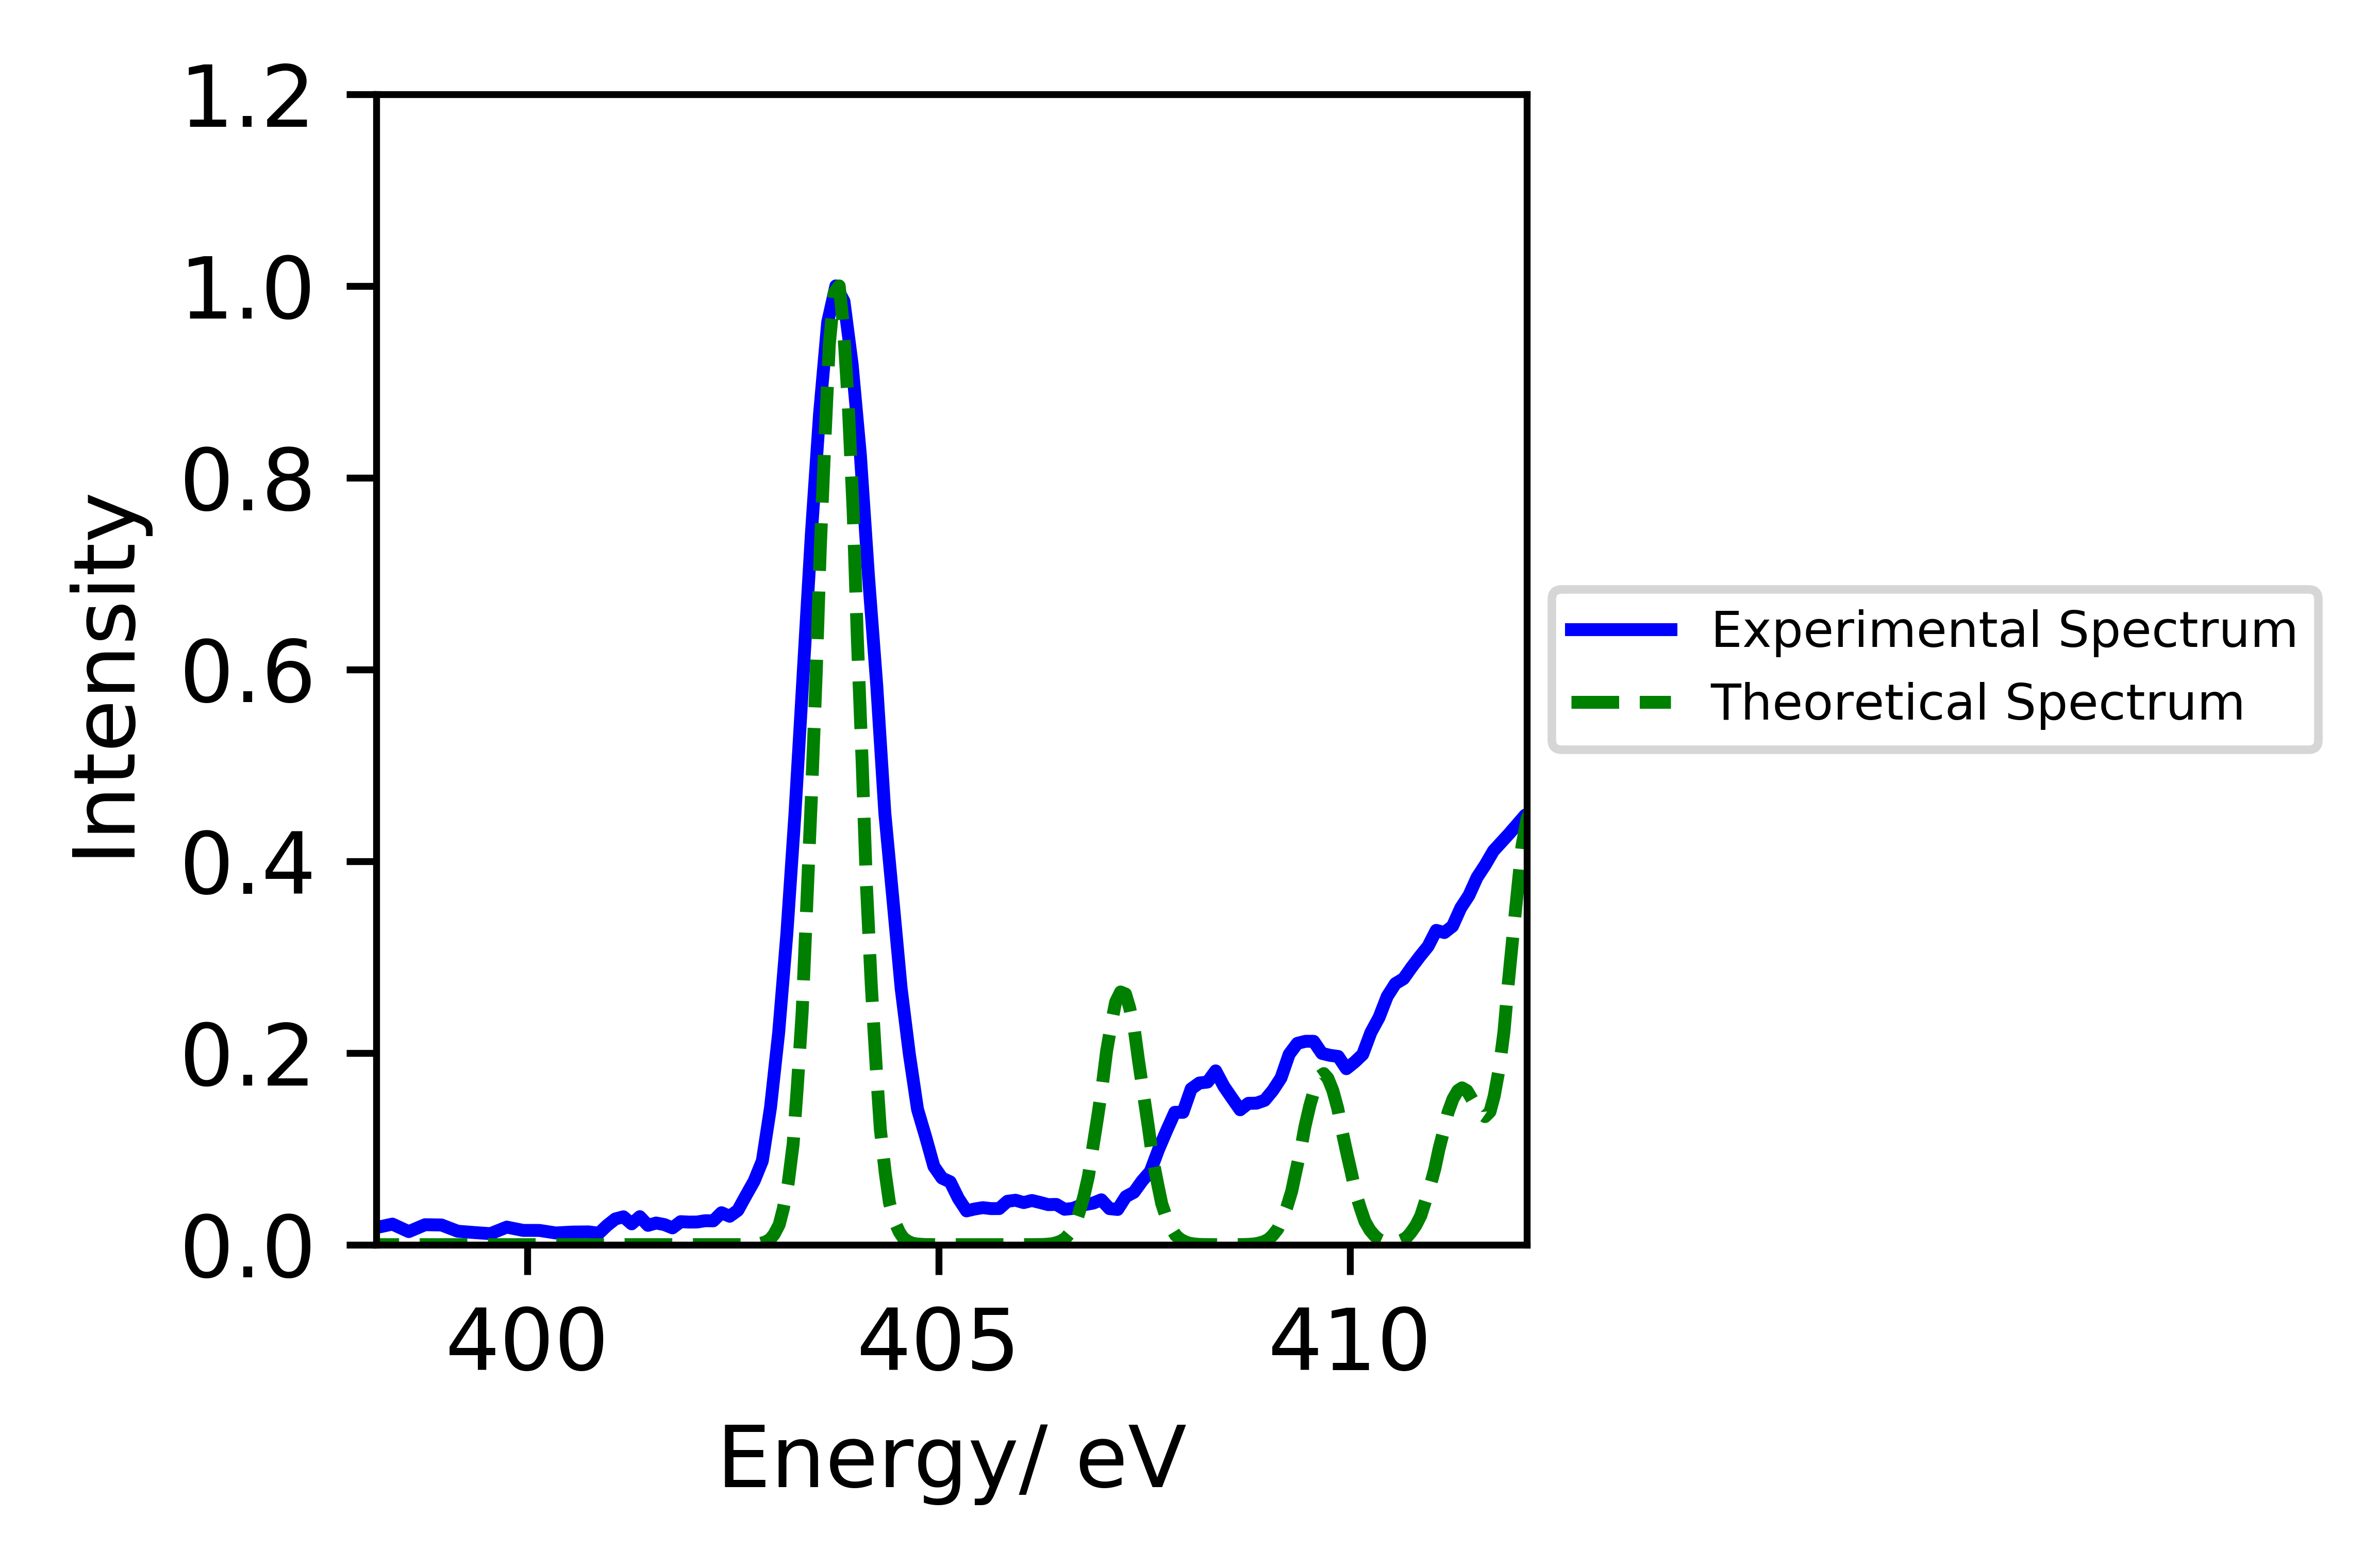 1.2
1.0
0.8
0.6
0.4
0.2
0.0
Intensity
400 405 410
Energy/ eV
Experimental Spectrum
Theoretical Spectrum